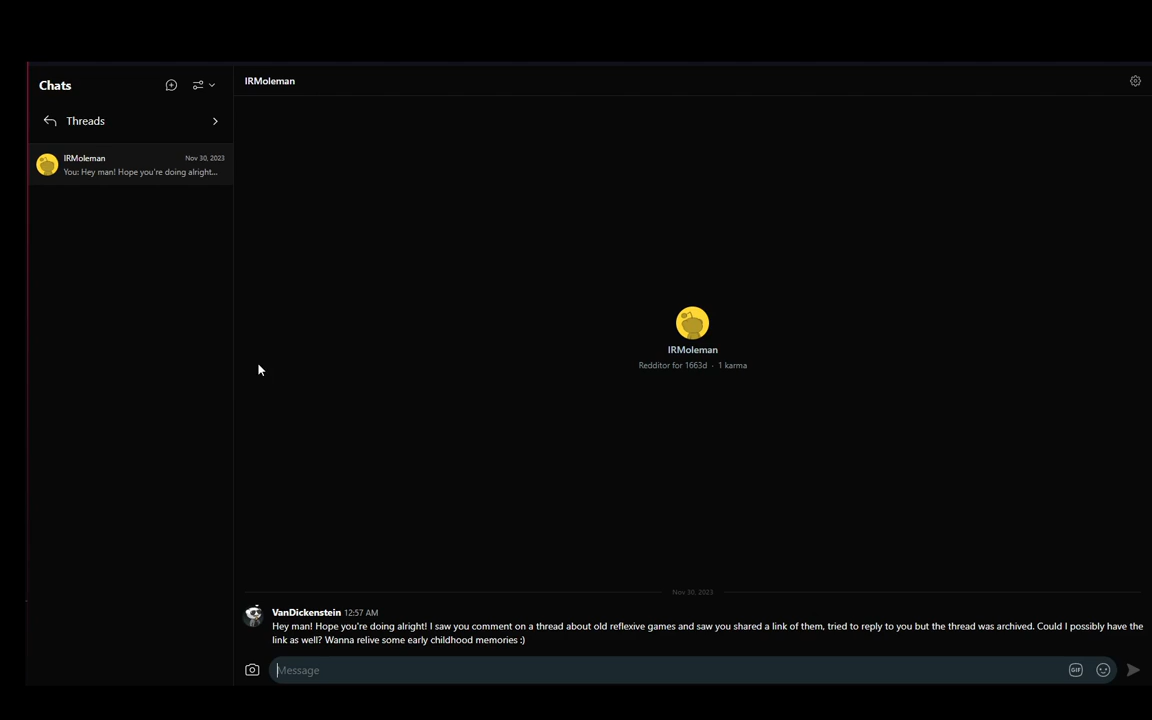 Chats
IRMoleman
Threads
IRMoleman
Nov 30, 2023
You: Hey man! Hope you're doing alright...
IRMoleman
Redditor for 1663d · 1 karma
Nov 30, 2023
VanDickenstein 12:57 AM
Hey man! Hope you're doing alright! I saw you comment on a thread about old reflexive games and saw you shared a link of them, tried to reply to you but the thread was archived. Could I possibly have the
link as well? Wanna relive some early childhood memories :)
Message
GIF